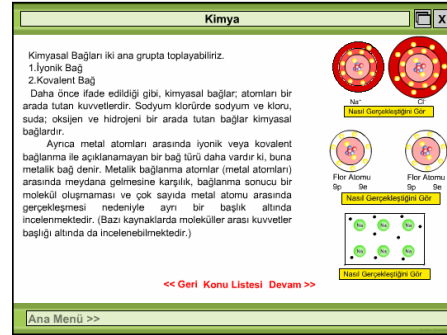 Kimya
X
Kimyasal Bağları iki ana grupta toplayabiliriz.
1.İyonik Bağ
2.Kovalent Bağ
Daha önce ifade edildiği gibi, kimyasal bağlar; atomları bir
arada tutan kuvvetlerdir. Sodyum klorürde sodyum ve kloru,
suda; oksijen ve hidrojeni bir arada tutan bağlar kimyasal
bağlardır.
Ayrıca metal atomları arasında iyonik veya kovalent
bağlanma ile açıklanamayan bir bağ türü daha vardır ki, buna
metalik bağ denir. Metalik bağlanma atomlar (metal atomları)
arasında meydana gelmesine karşılık, bağlanma sonucu bir
molekül oluşmaması ve çok sayıda metal atomu arasında
gerçekleşmesi nedeniyle ayrı bir başlık altında
incelenmektedir. (Bazı kaynaklarda moleküller arası kuvvetler
başlığı altında da incelenebilmektedir.)
<< Geri Konu Listesi Devam >>
Na⁺ Cl⁻
Nasıl Gerçekleştiğini Gör
Flor Atomu Flor Atomu
9p 9e 9p 9e
Nasıl Gerçekleştiğini Gör
Na Na Na
Na Na Na
Nasıl Gerçekleştiğini Gör
Ana Menü >>